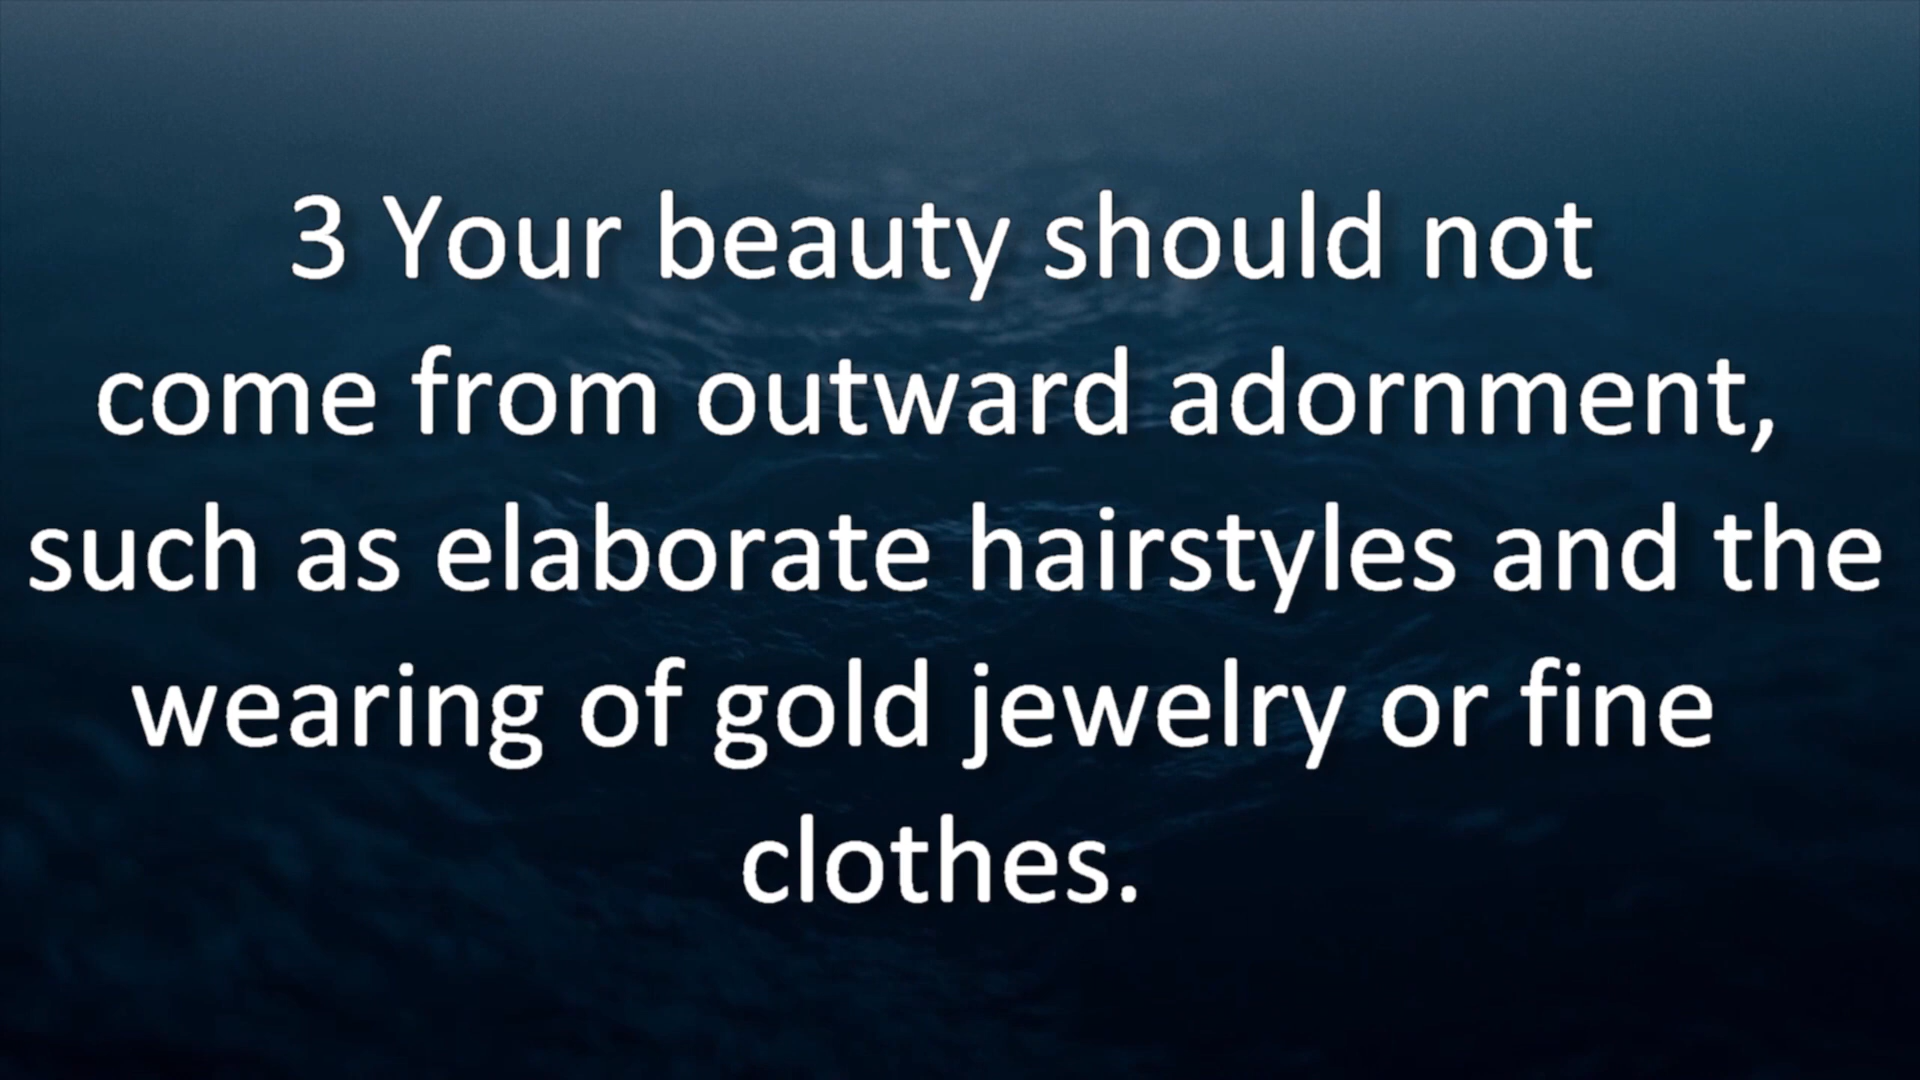 3 Your beauty should not
come from outward adornment,
such as elaborate hairstyles and the
wearing of gold jewelry or fine
clothes.